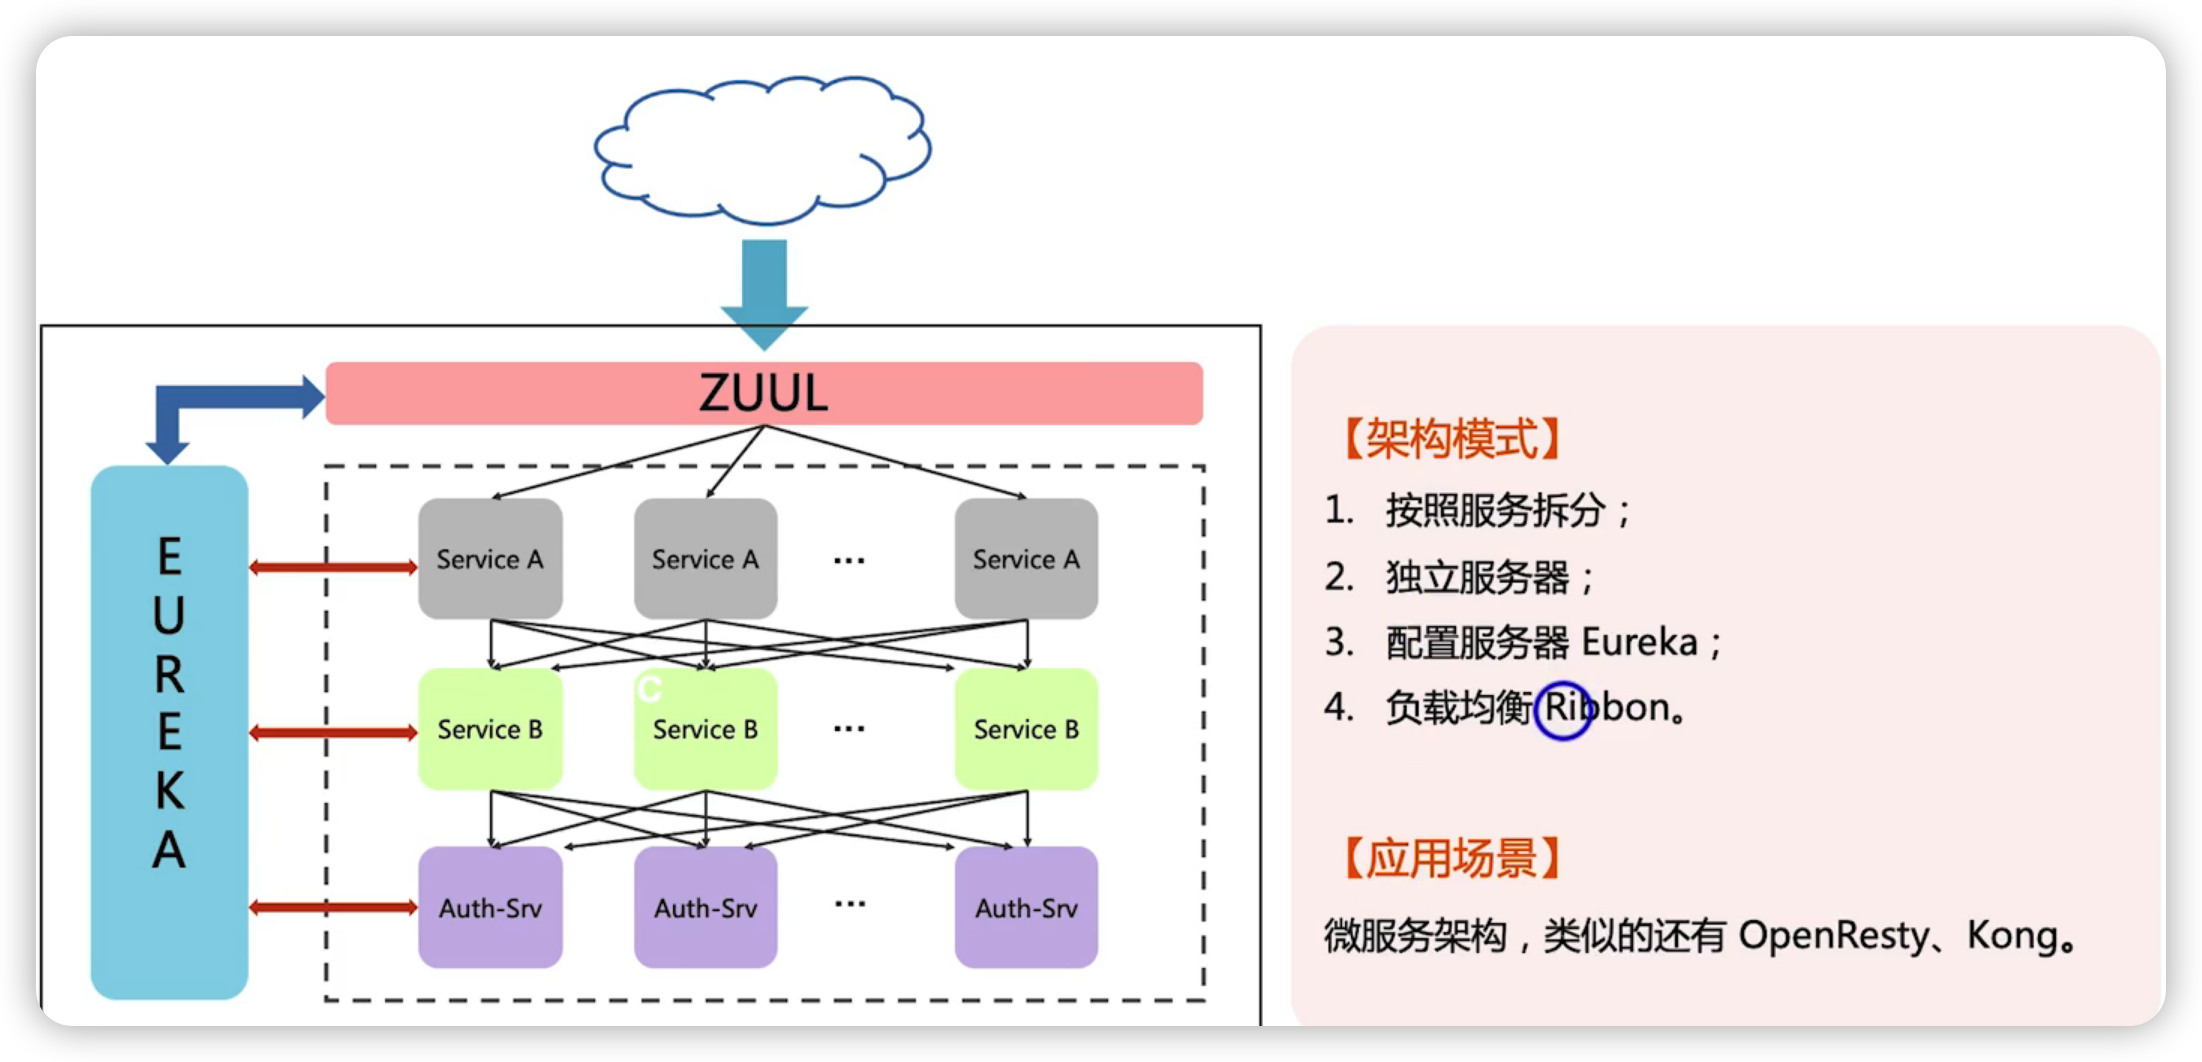 ZUUL
E
U
R
E
K
A
Service A
Service A
...
Service A
C
Service B
Service B
...
Service B
Auth-Srv
Auth-Srv
...
Auth-Srv
【架构模式】
1. 按照服务拆分；
2. 独立服务器；
3. 配置服务器 Eureka；
4. 负载均衡 Ribbon。
【应用场景】
微服务架构，类似的还有 OpenResty、Kong。